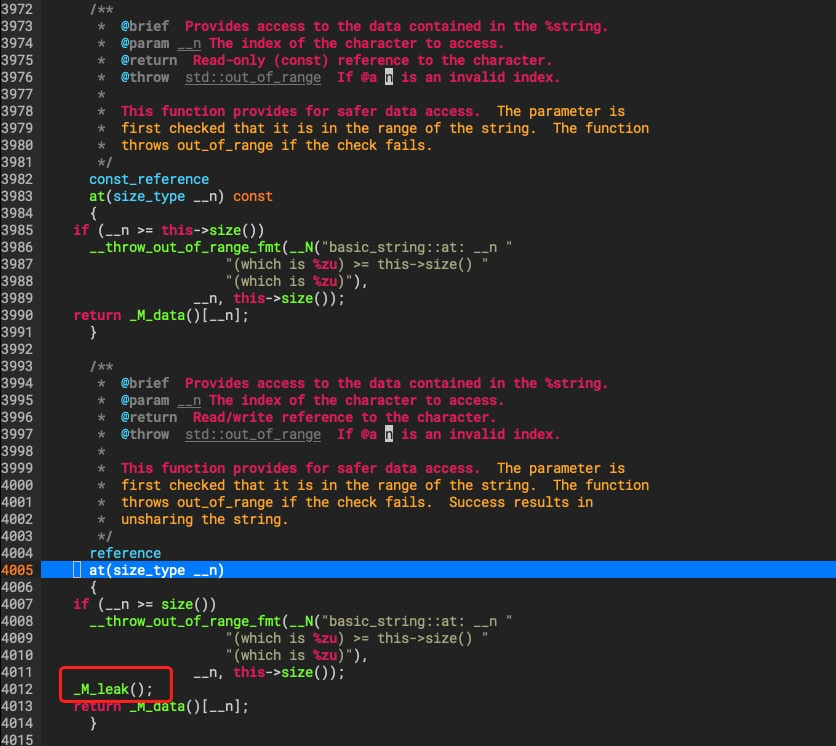 3972 /**
3973 * @brief Provides access to the data contained in the %string.
3974 * @param __n The index of the character to access.
3975 * @return Read-only (const) reference to the character.
3976 * @throw std::out_of_range If @a n is an invalid index.
3977 *
3978 * This function provides for safer data access. The parameter is
3979 * first checked that it is in the range of the string. The function
3980 * throws out_of_range if the check fails.
3981 */
3982 const_reference
3983 at(size_type __n) const
3984 {
3985 if (__n >= this->size())
3986 __throw_out_of_range_fmt(__N("basic_string::at: __n "
3987 "(which is %zu) >= this->size() "
3988 "(which is %zu)"),
3989 __n, this->size());
3990 return _M_data()[__n];
3991 }
3992
3993 /**
3994 * @brief Provides access to the data contained in the %string.
3995 * @param __n The index of the character to access.
3996 * @return Read/write reference to the character.
3997 * @throw std::out_of_range If @a n is an invalid index.
3998 *
3999 * This function provides for safer data access. The parameter is
4000 * first checked that it is in the range of the string. The function
4001 * throws out_of_range if the check fails. Success results in
4002 * unsharing the string.
4003 */
4004 reference
4005 at(size_type __n)
4006 {
4007 if (__n >= size())
4008 __throw_out_of_range_fmt(__N("basic_string::at: __n "
4009 "(which is %zu) >= this->size() "
4010 "(which is %zu)"),
4011 __n, this->size());
4012 _M_leak();
4013 return _M_data()[__n];
4014 }
4015